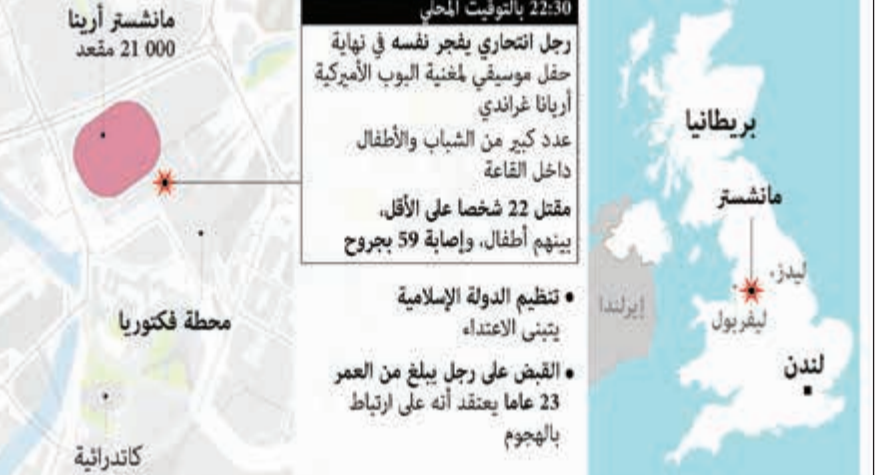 مانشستر أرينا
21 000 مقعد
محطة فكتوريا
كاتدرائية
22:30 بالتوقيت المحلي
رجل انتحاري يفجر نفسه في نهاية
حفل موسيقي لمغنية البوب الأميركية
أريانا غراندي
عدد كبير من الشباب والأطفال
داخل القاعة
مقتل 22 شخصا على الأقل،
بينهم أطفال، وإصابة 59 بجروح
• تنظيم الدولة الإسلامية
يتبنى الاعتداء
• القبض على رجل يبلغ من العمر
23 عاما يعتقد أنه على ارتباط
بالهجوم
بريطانيا
مانشستر
ليدز
إيرلندا
ليفربول
لندن